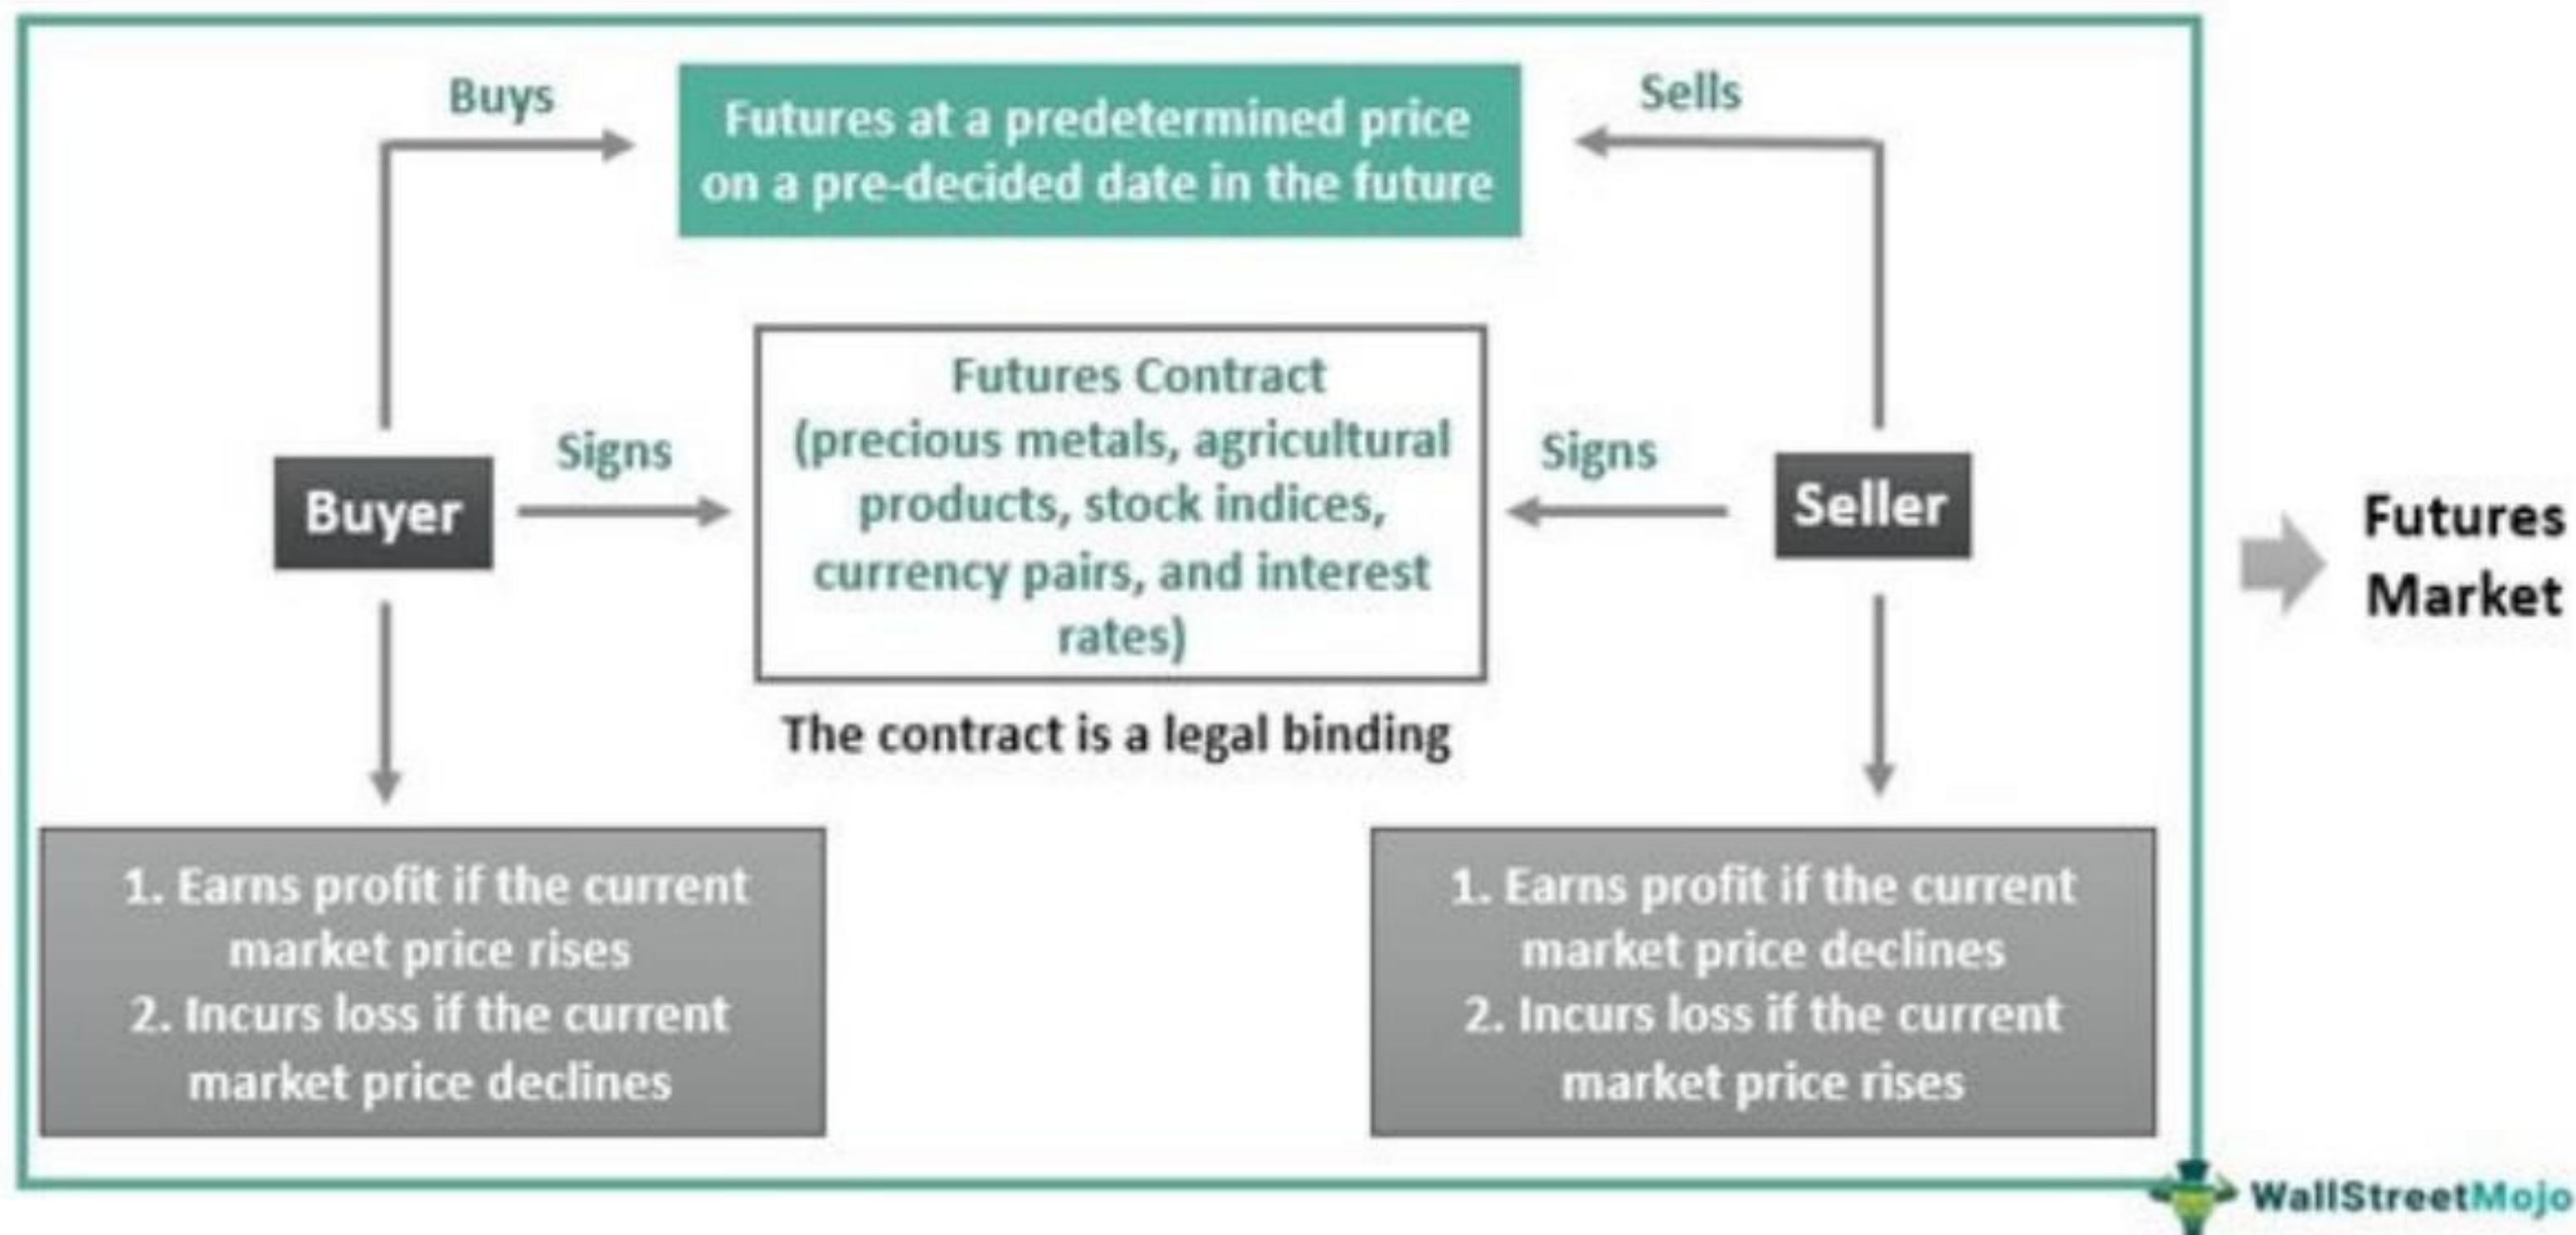 Buys
Sells
Futures at a predetermined price
on a pre-decided date in the future
Futures Contract
(precious metals, agricultural
products, stock indices,
currency pairs, and interest
rates)
Signs
Signs
Buyer
Seller
The contract is a legal binding
1. Earns profit if the current
market price rises
2. Incurs loss if the current
market price declines
1. Earns profit if the current
market price declines
2. Incurs loss if the current
market price rises
Futures
Market
WallStreetMojo